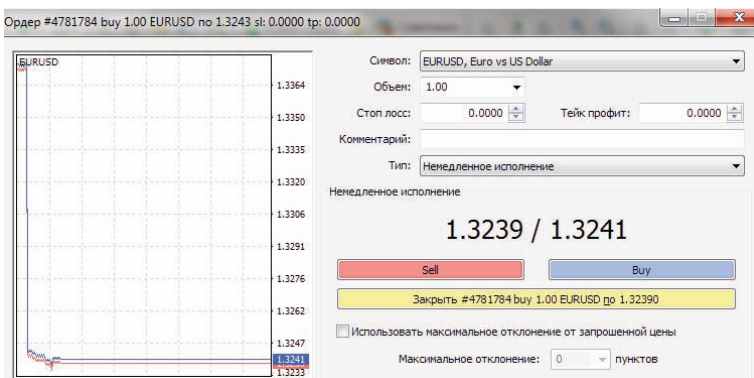 Ордер #4781784 buy 1.00 EURUSD по 1.3243 sl: 0.0000 tp: 0.0000
EURUSD
1.3364
1.3350
1.3335
1.3320
1.3306
1.3291
1.3276
1.3262
1.3247
1.3241
1.3233
Символ: EURUSD, Euro vs US Dollar
Объем: 1.00
Стоп лосс: 0.0000 Тейк профит: 0.0000
Комментарий:
Тип: Немедленное исполнение
Немедленное исполнение
1.3239 / 1.3241
Sell Buy
Закрыть #4781784 buy 1.00 EURUSD по 1.32390
Использовать максимальное отклонение от запрошенной цены
Максимальное отклонение: 0 пунктов